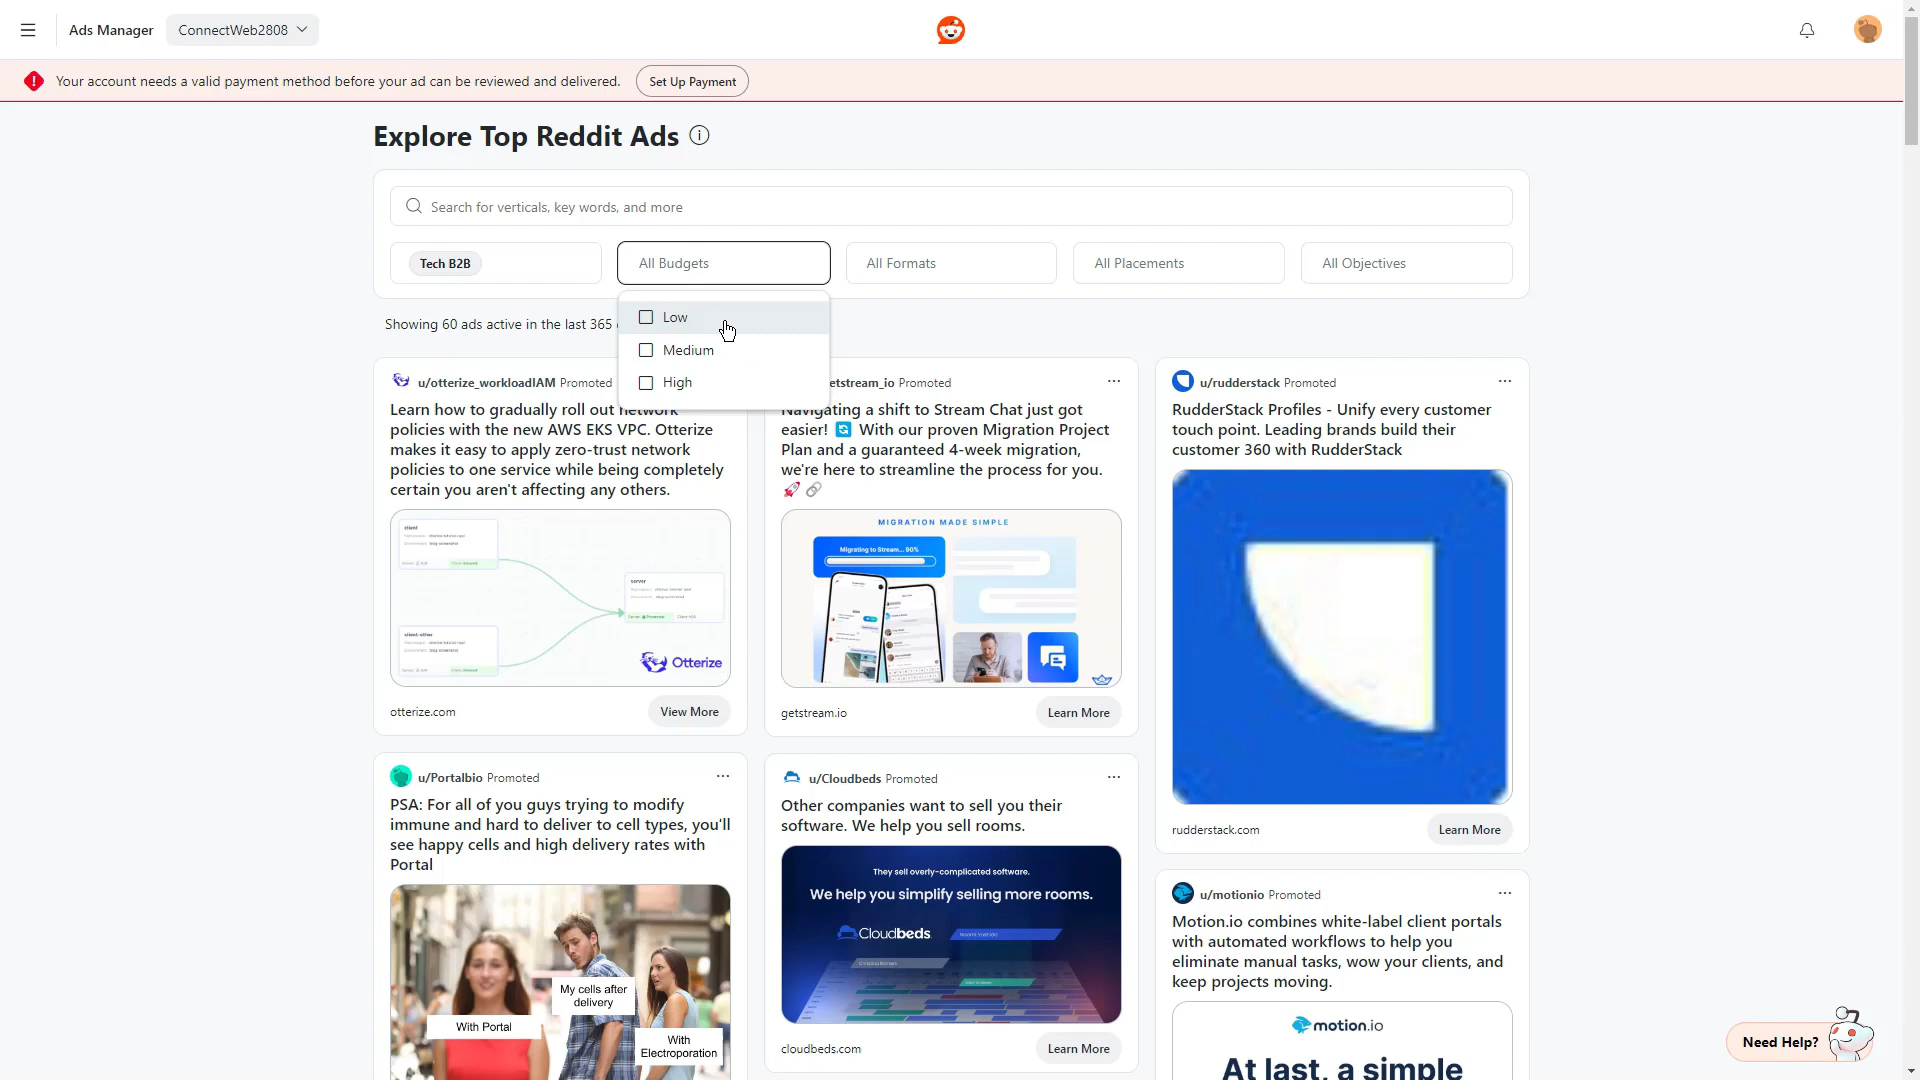 Ads Manager
ConnectWeb2808
Your account needs a valid payment method before your ad can be reviewed and delivered.
Set Up Payment
Explore Top Reddit Ads
Search for verticals, key words, and more
Tech B2B
All Budgets
All Formats
All Placements
All Objectives
Low
Medium
High
Showing 60 ads active in the last 365
u/otterize_workloadIAM Promoted
Learn how to gradually roll out network
policies with the new AWS EKS VPC. Otterize
makes it easy to apply zero-trust network
policies to one service while being completely
certain you aren't affecting any others.
client
server
client-other
Otterize
otterize.com
View More
etstream_io Promoted
Navigating a shift to Stream Chat just got
easier! 🔄 With our proven Migration Project
Plan and a guaranteed 4-week migration,
we're here to streamline the process for you.
🚀 🔗
MIGRATION MADE SIMPLE
Migrating to Stream... 90%
getstream.io
Learn More
u/rudderstack Promoted
RudderStack Profiles - Unify every customer
touch point. Leading brands build their
customer 360 with RudderStack
rudderstack.com
Learn More
u/Portalbio Promoted
PSA: For all of you guys trying to modify
immune and hard to deliver to cell types, you'll
see happy cells and high delivery rates with
Portal
My cells after
delivery
With Portal
With
Electroporation
u/Cloudbeds Promoted
Other companies want to sell you their
software. We help you sell rooms.
They sell overly-complicated software.
We help you simplify selling more rooms.
Cloudbeds.
cloudbeds.com
Learn More
u/motionio Promoted
Motion.io combines white-label client portals
with automated workflows to help you
eliminate manual tasks, wow your clients, and
keep projects moving.
motion.io
At last, a simple
Need Help?